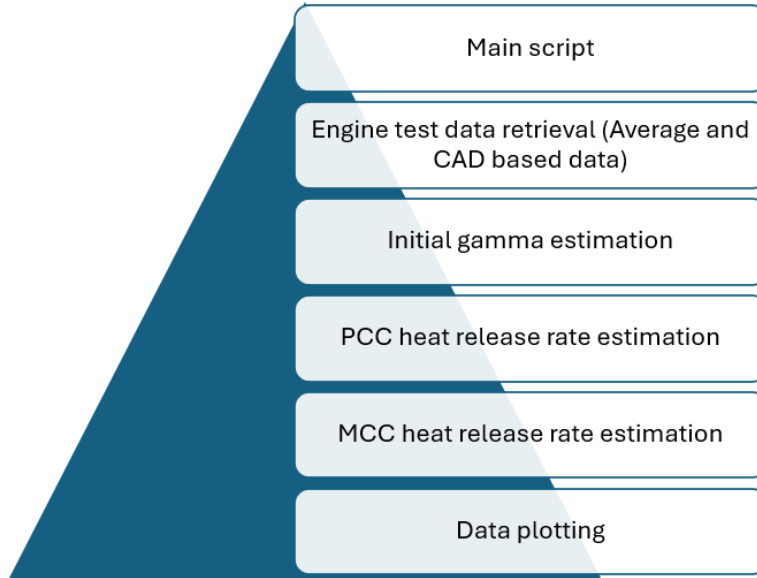 Main script
Engine test data retrieval (Average and
CAD based data)
Initial gamma estimation
PCC heat release rate estimation
MCC heat release rate estimation
Data plotting